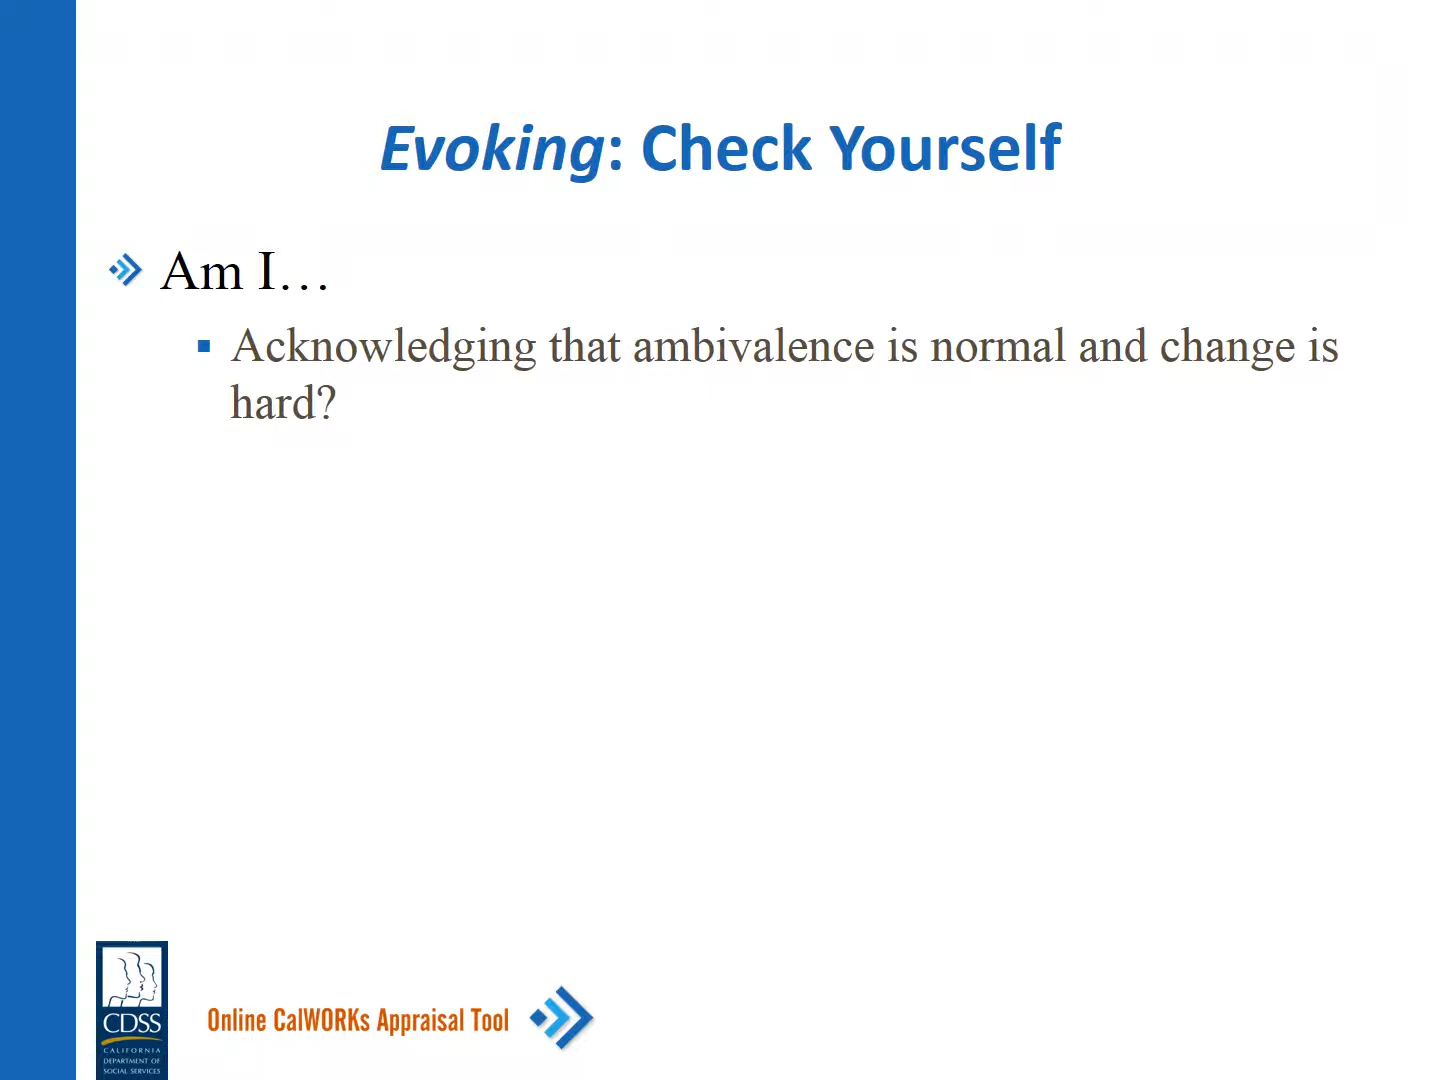 Evoking: Check Yourself
Am I…
Acknowledging that ambivalence is normal and change is
hard?
CDSS
CALIFORNIA
DEPARTMENT OF
SOCIAL SERVICES
Online CalWORKs Appraisal Tool